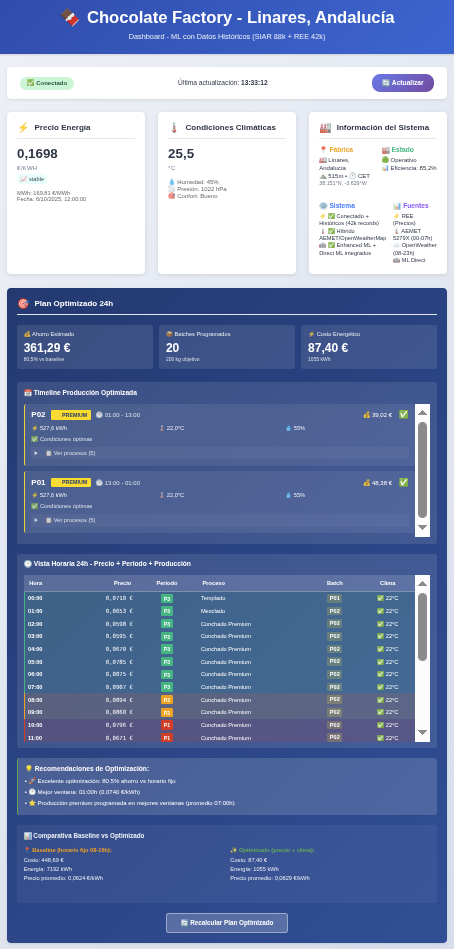 🍫 Chocolate Factory - Linares, Andalucía
Dashboard - ML con Datos Históricos (SIAR 88k + REE 42k)
✅ Conectado
Última actualización: 13:33:12
🔄 Actualizar
⚡ Precio Energía
0,1698
€/KWH
📈 stable
MWh: 169,81 €/MWh
Fecha: 6/10/2025, 12:00:00
🌡️ Condiciones Climáticas
25,5
°C
💧 Humedad: 45%
🌬️ Presión: 1022 hPa
🎯 Confort: Bueno
🏭 Información del Sistema
📍 Fábrica
🏭 Linares,
Andalucía
⛰️ 515m • 🕐 CET
38.151°N, -3.629°W
🏭 Estado
🟢 Operativo
📊 Eficiencia: 85,2%
⚙️ Sistema
⚡ ✅ Conectado +
Históricos (42k records)
🌡️ ✅ Híbrido
AEMET/OpenWeatherMap
🤖 ✅ Enhanced ML +
Direct ML integrados
📊 Fuentes
⚡ REE
(Precios)
🌡️ AEMET
5279X (00-07h)
☁️ OpenWeather
(08-23h)
🤖 ML Direct
🎯 Plan Optimizado 24h
💰 Ahorro Estimado
361,29 €
80,5% vs baseline
📦 Batches Programados
20
200 kg objetivo
⚡ Costo Energético
87,40 €
1055 kWh
📅 Timeline Producción Optimizada
P02 PREMIUM 🕐 01:00 - 13:00 💰 39,02 € ✅
⚡ 527,6 kWh 🌡️ 22,0°C 💧 55%
✅ Condiciones óptimas
▶ 📋 Ver procesos (5)
P01 PREMIUM 🕐 13:00 - 01:00 💰 48,38 € ✅
⚡ 527,6 kWh 🌡️ 22,0°C 💧 55%
✅ Condiciones óptimas
▶ 📋 Ver procesos (5)
🕐 Vista Horaria 24h - Precio + Período + Producción
Hora Precio Período Proceso Batch Clima
00:00 0,0710 € P3 Templado P01 ✅ 22°C
01:00 0,0653 € P3 Mezclado P02 ✅ 22°C
02:00 0,0598 € P3 Conchado Premium P02 ✅ 22°C
03:00 0,0595 € P3 Conchado Premium P02 ✅ 22°C
04:00 0,0670 € P3 Conchado Premium P02 ✅ 22°C
05:00 0,0785 € P3 Conchado Premium P02 ✅ 22°C
06:00 0,0875 € P3 Conchado Premium P02 ✅ 22°C
07:00 0,0907 € P3 Conchado Premium P02 ✅ 22°C
08:00 0,0894 € P2 Conchado Premium P02 ✅ 22°C
09:00 0,0860 € P2 Conchado Premium P02 ✅ 22°C
10:00 0,0796 € P1 Conchado Premium P02 ✅ 22°C
11:00 0,0671 € P1 Conchado Premium P02 ✅ 22°C
💡 Recomendaciones de Optimización:
• 🚀 Excelente optimización: 80.5% ahorro vs horario fijo
• 🕐 Mejor ventana: 01:00h (0.0740 €/kWh)
• ⭐ Producción premium programada en mejores ventanas (promedio 07:00h)
📊 Comparativa Baseline vs Optimizado
📍 Baseline (horario fijo 08-16h):
Costo: 448,69 €
Energía: 7192 kWh
Precio promedio: 0,0624 €/kWh
✨ Optimizado (precio + clima):
Costo: 87,40 €
Energía: 1055 kWh
Precio promedio: 0,0829 €/kWh
🔄 Recalcular Plan Optimizado